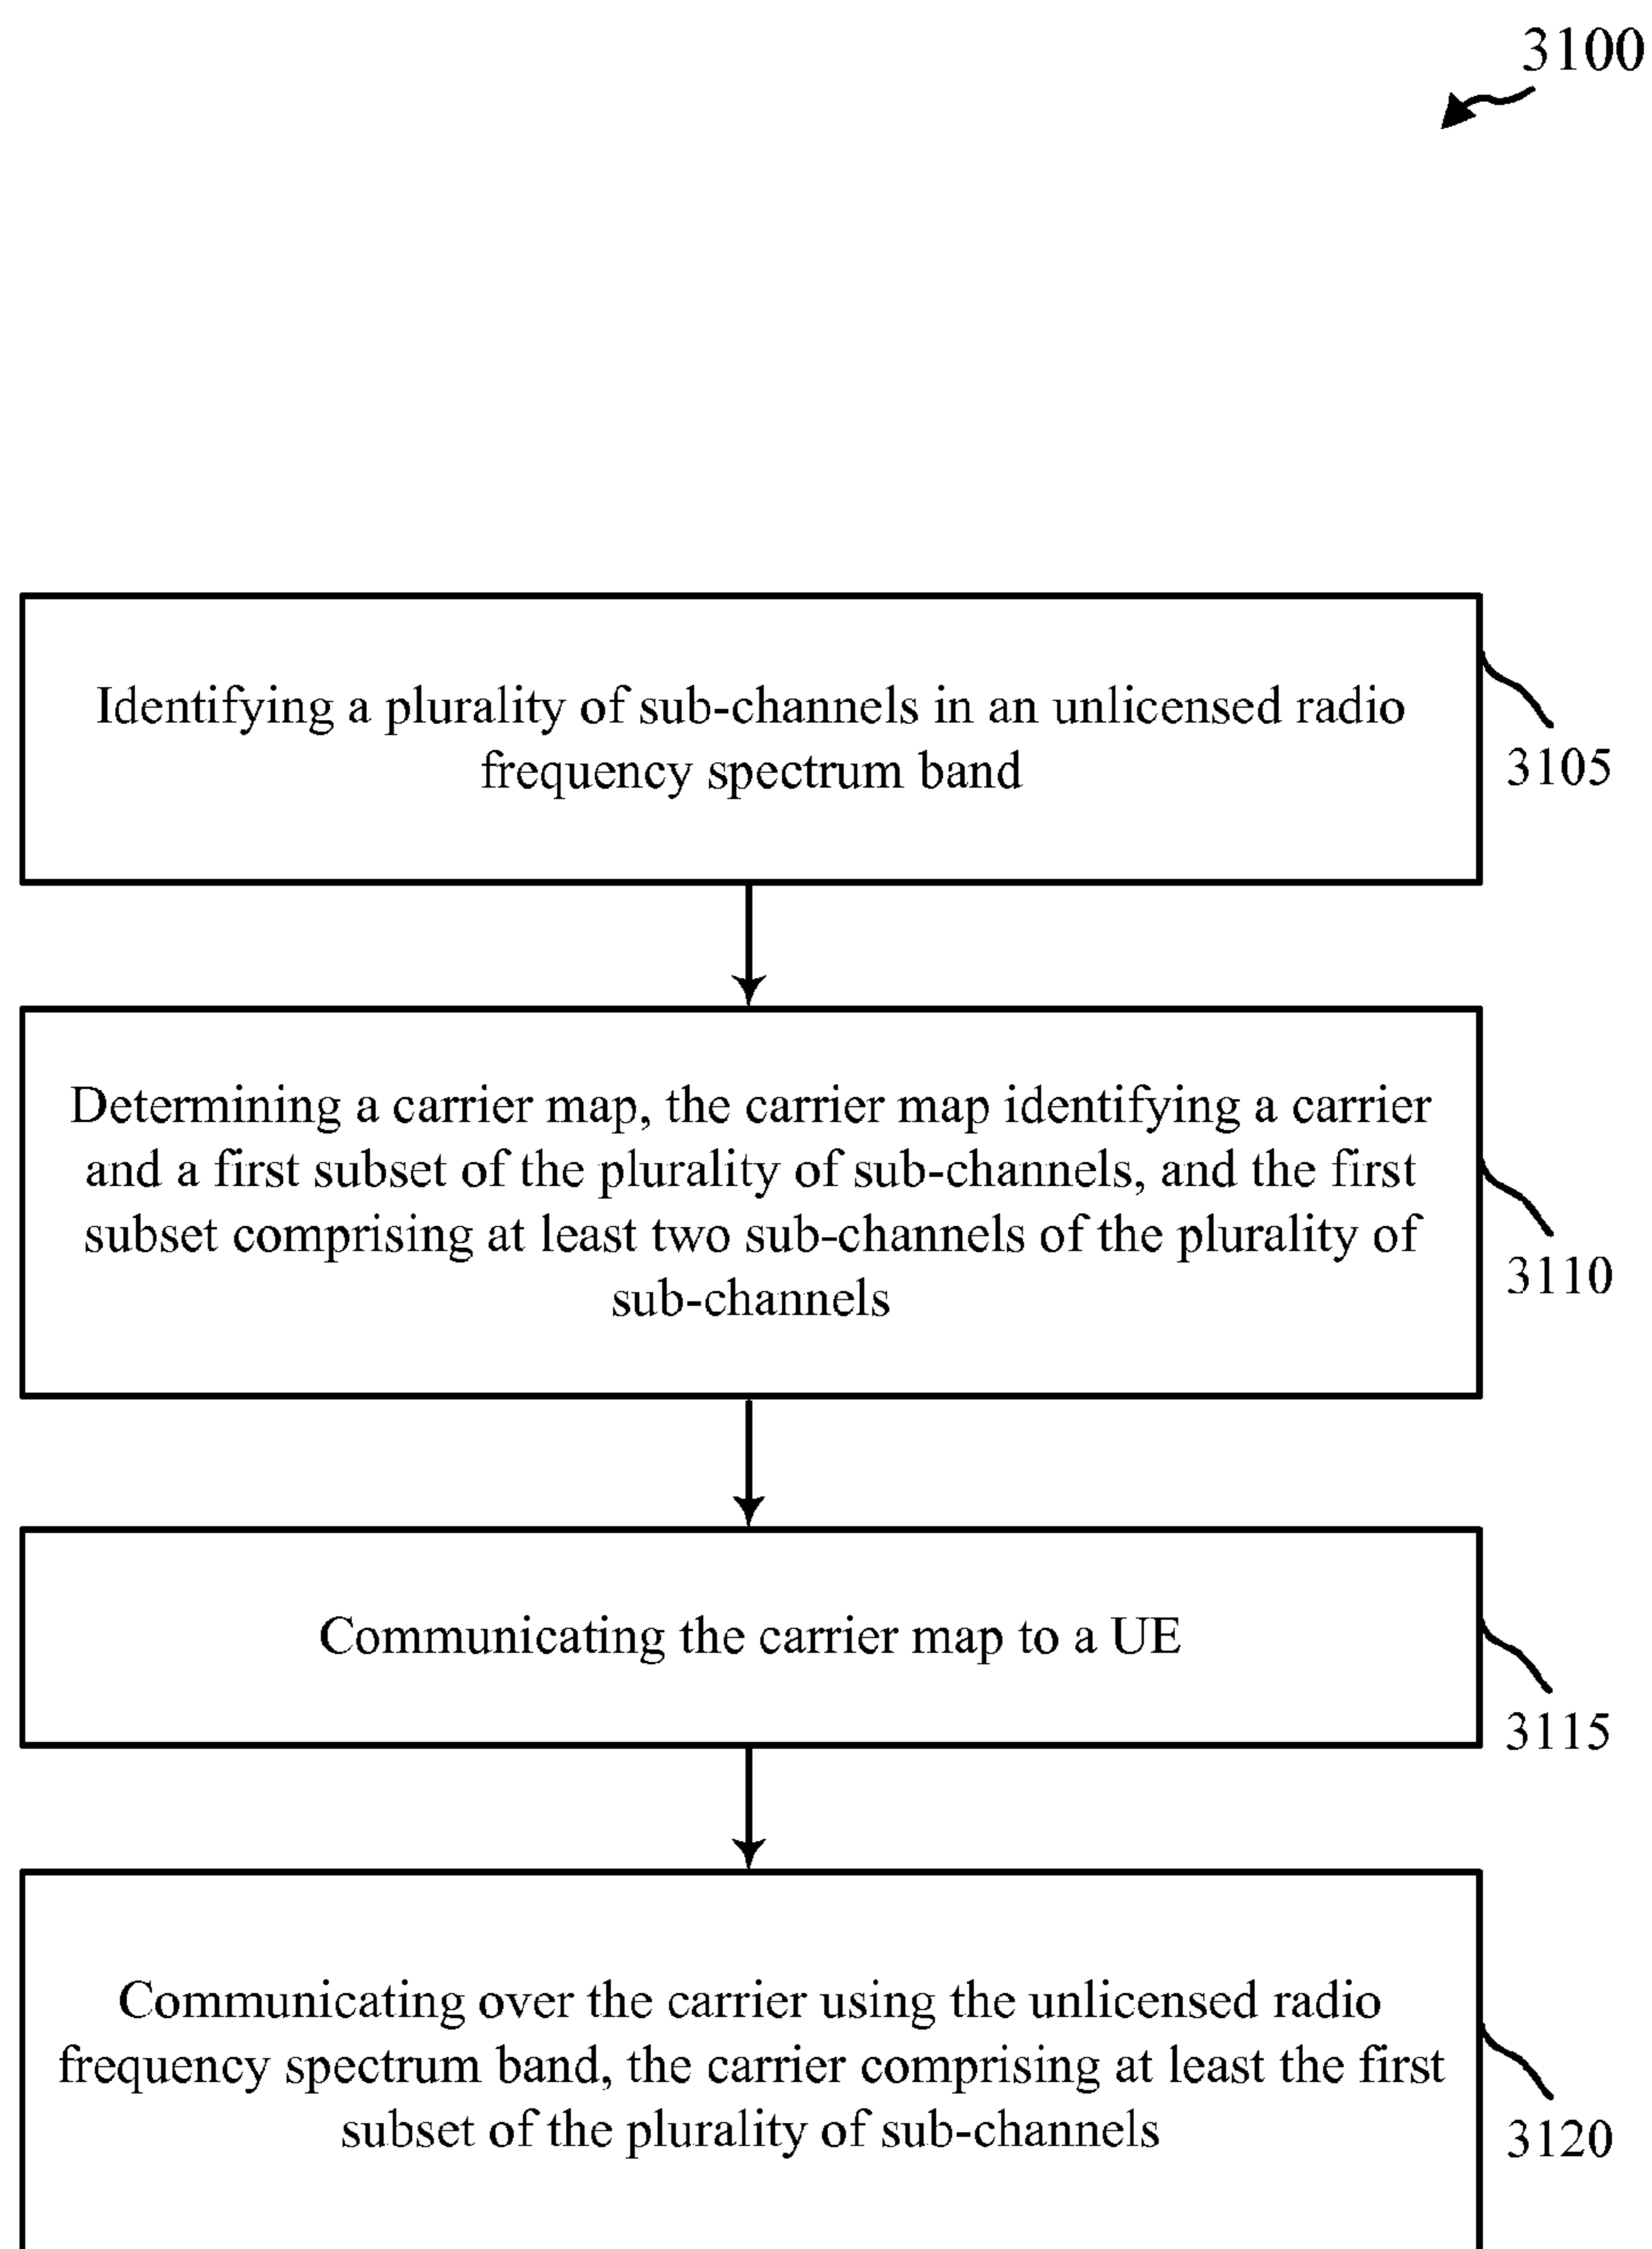 3100
Identifying a plurality of sub-channels in an unlicensed radio
frequency spectrum band
3105
Determining a carrier map, the carrier map identifying a carrier
and a first subset of the plurality of sub-channels, and the first
subset comprising at least two sub-channels of the plurality of
sub-channels
3110
Communicating the carrier map to a UE
3115
Communicating over the carrier using the unlicensed radio
frequency spectrum band, the carrier comprising at least the first
subset of the plurality of sub-channels
3120